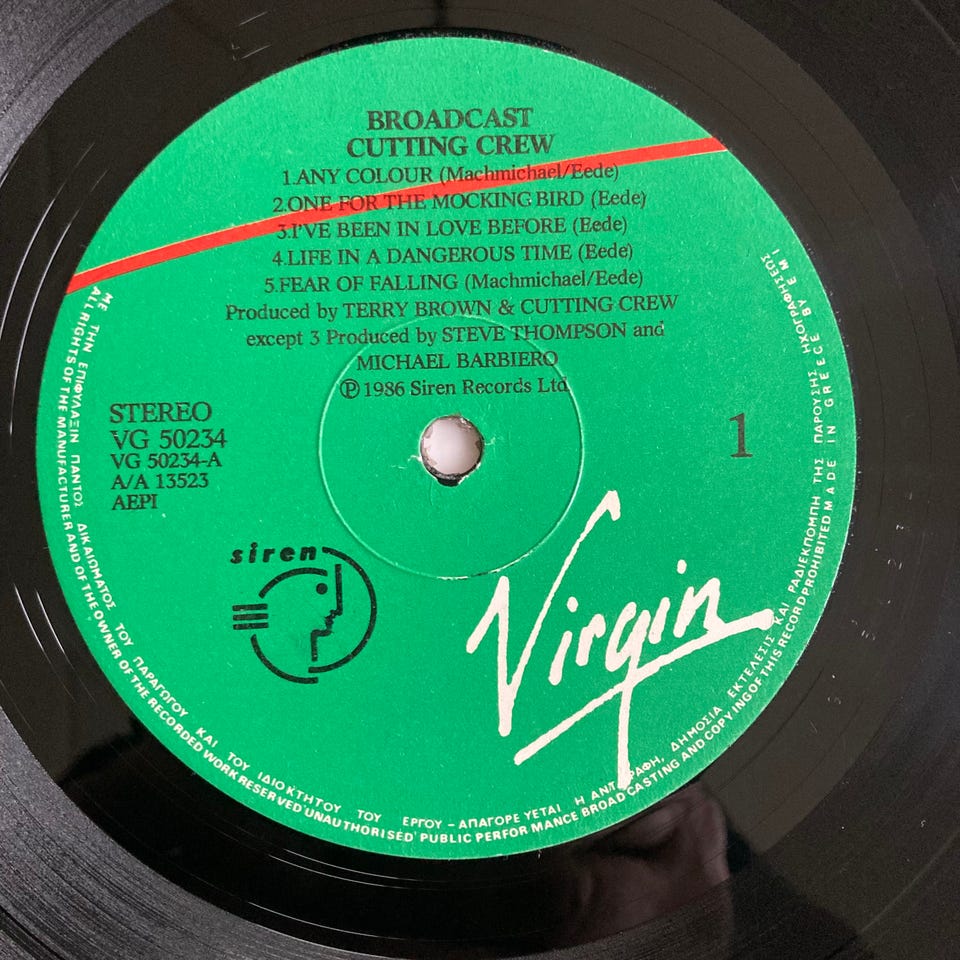 BROADCAST
CUTTING CREW
1.ANY COLOUR (Machmichael/Eede)
2.ONE FOR THE MOCKING BIRD (Eede)
3.I'VE BEEN IN LOVE BEFORE (Eede)
4.LIFE IN A DANGEROUS TIME (Eede)
5.FEAR OF FALLING (Machmichael/Eede)
Produced by TERRY BROWN & CUTTING CREW
except 3 Produced by STEVE THOMPSON and
MICHAEL BARBIERO
℗ 1986 Siren Records Ltd
STEREO
VG 50234
VG 50234-A
A/A 13523
AEPI
1
siren
Virgin
ΜΕ ΤΗΝ ΕΠΙΦΥΛΑΞΙΝ ΠΑΝΤΟΣ ΔΙΚΑΙΩΜΑΤΟΣ ΤΟΥ ΠΑΡΑΓΩΓΟΥ ΚΑΙ ΤΟΥ ΙΔΙΟΚΤΗΤΟΥ ΤΟΥ ΕΡΓΟΥ - ΑΠΑΓΟΡΕΥΕΤΑΙ Η ΑΝΤΙΓΡΑΦΗ, ΔΗΜΟΣΙΑ ΕΚΤΕΛΕΣΙΣ ΚΑΙ ΡΑΔΙΕΚΠΟΜΠΗ ΤΗΣ ΠΑΡΟΥΣΗΣ ΗΧΟΓΡΑΦΗΣΕΩΣ!
ALL RIGHTS OF THE MANUFACTURER AND OF THE OWNER OF THE RECORDED WORK RESERVED UNAUTHORISED PUBLIC PERFORMANCE BROADCASTING AND COPYING OF THIS RECORD PROHIBITED MADE IN GREECE BY EMI